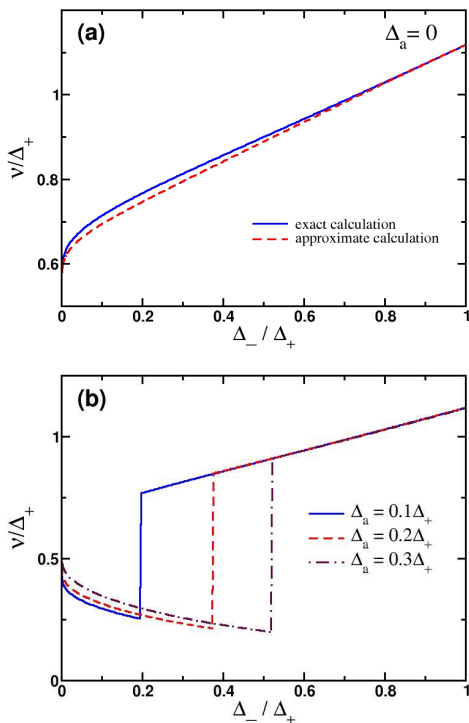 (a)
Δₐ = 0
1
0.8
0.6
ν/Δ₊
exact calculation
approximate calculation
0 0.2 0.4 0.6 0.8 1
Δ₋ / Δ₊
(b)
1
0.5
0
ν/Δ₊
Δₐ = 0.1Δ₊
Δₐ = 0.2Δ₊
Δₐ = 0.3Δ₊
0 0.2 0.4 0.6 0.8 1
Δ₋ / Δ₊